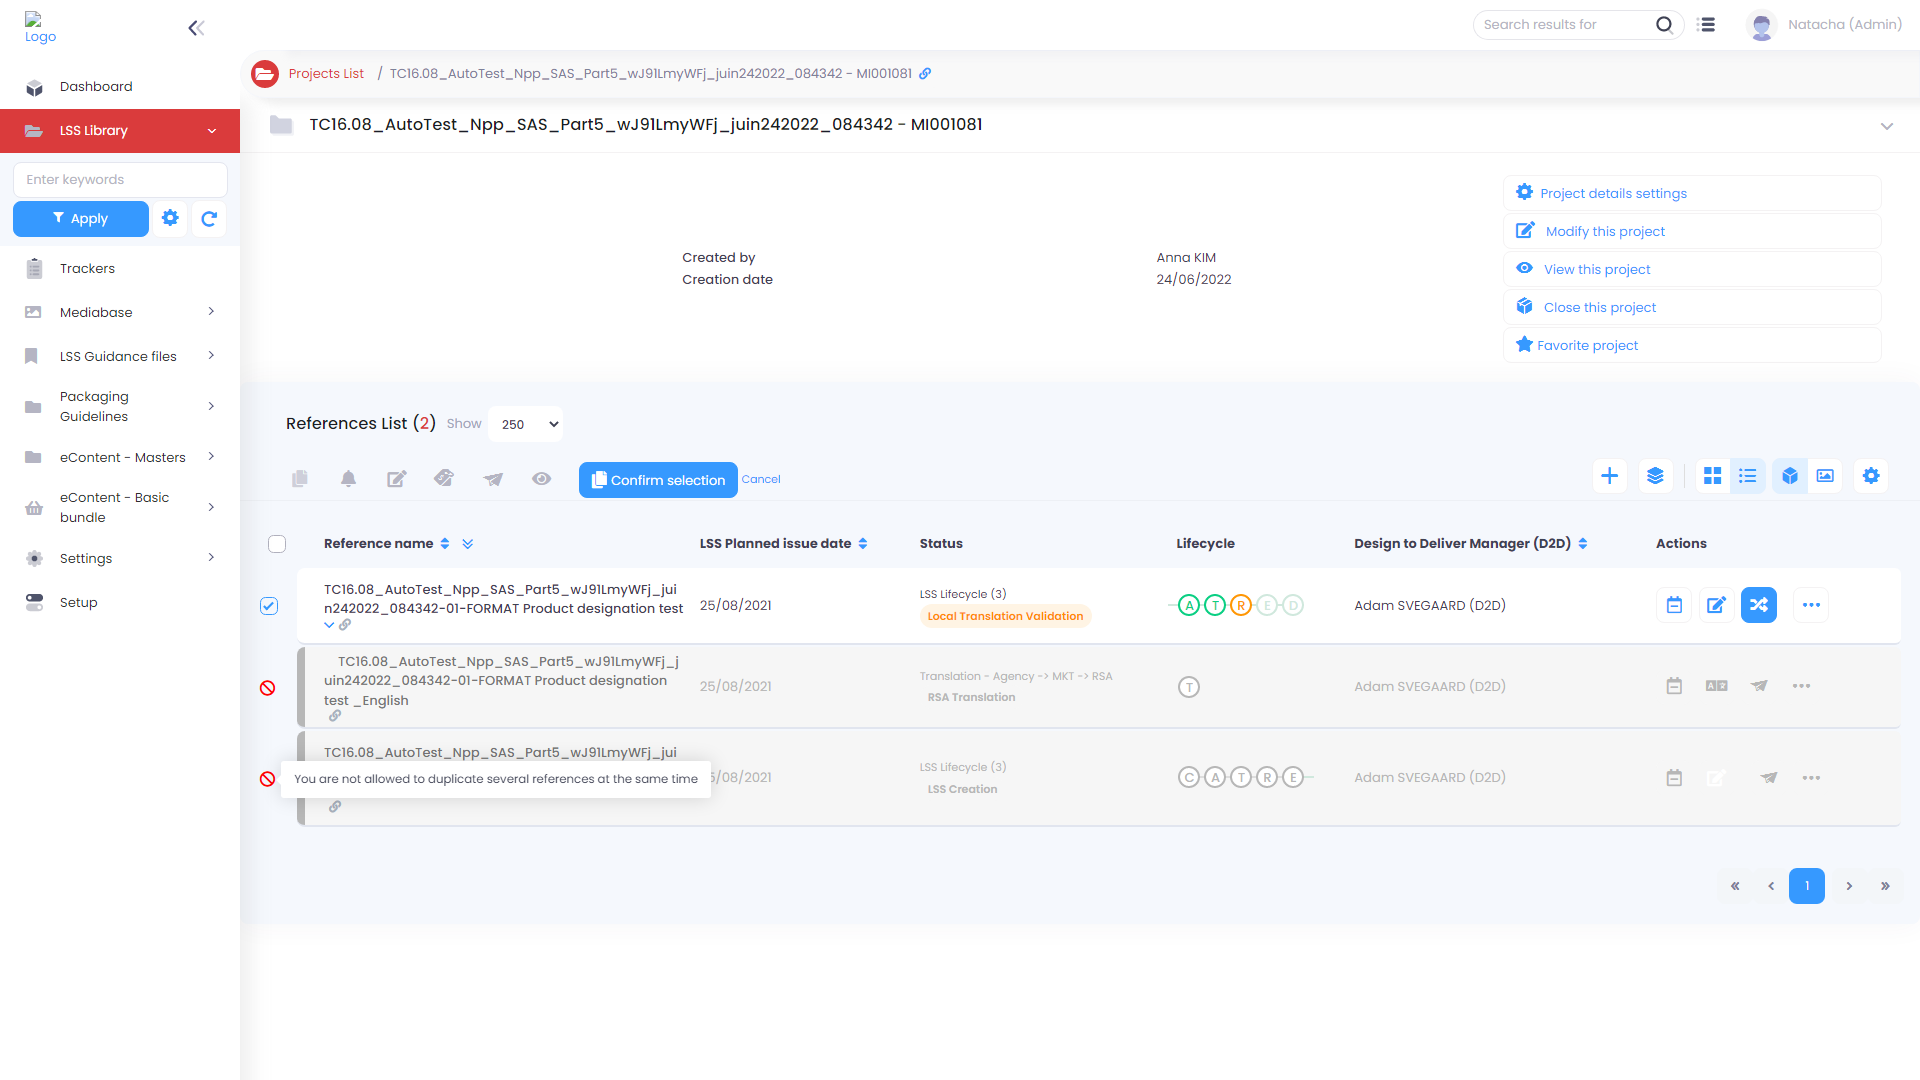 Logo
Search results for
Natacha (Admin)
Dashboard
LSS Library
Enter keywords
Apply
Trackers
Mediabase
LSS Guidance files
Packaging
Guidelines
eContent - Masters
eContent - Basic
bundle
Settings
Setup
Projects List / TC16.08_AutoTest_Npp_SAS_Part5_wJ91LmyWFj_juin242022_084342 - MI001081
TC16.08_AutoTest_Npp_SAS_Part5_wJ91LmyWFj_juin242022_084342 - MI001081
Created by Anna KIM
Creation date 24/06/2022
Project details settings
Modify this project
View this project
Close this project
Favorite project
References List (2) Show 250
Confirm selection Cancel
Reference name LSS Planned issue date Status Lifecycle Design to Deliver Manager (D2D) Actions
TC16.08_AutoTest_Npp_SAS_Part5_wJ91LmyWFj_jui
n242022_084342-01-FORMAT Product designation test
25/08/2021
LSS Lifecycle (3)
Local Translation Validation
A T R E D
Adam SVEGAARD (D2D)
TC16.08_AutoTest_Npp_SAS_Part5_wJ91LmyWFj_j
uin242022_084342-01-FORMAT Product designation
test _English
25/08/2021
Translation - Agency -> MKT -> RSA
RSA Translation
T
Adam SVEGAARD (D2D)
TC16.08_AutoTest_Npp_SAS_Part5_wJ91LmyWFj_jui
You are not allowed to duplicate several references at the same time
5/08/2021
LSS Lifecycle (3)
LSS Creation
C A T R E
Adam SVEGAARD (D2D)
« ‹ 1 › »